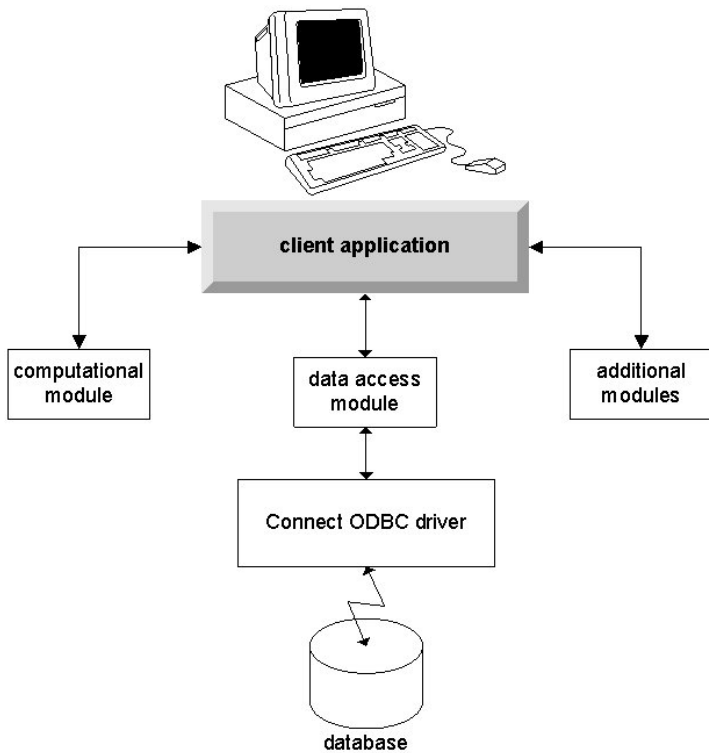 client application
computational
module
data access
module
additional
modules
Connect ODBC driver
database